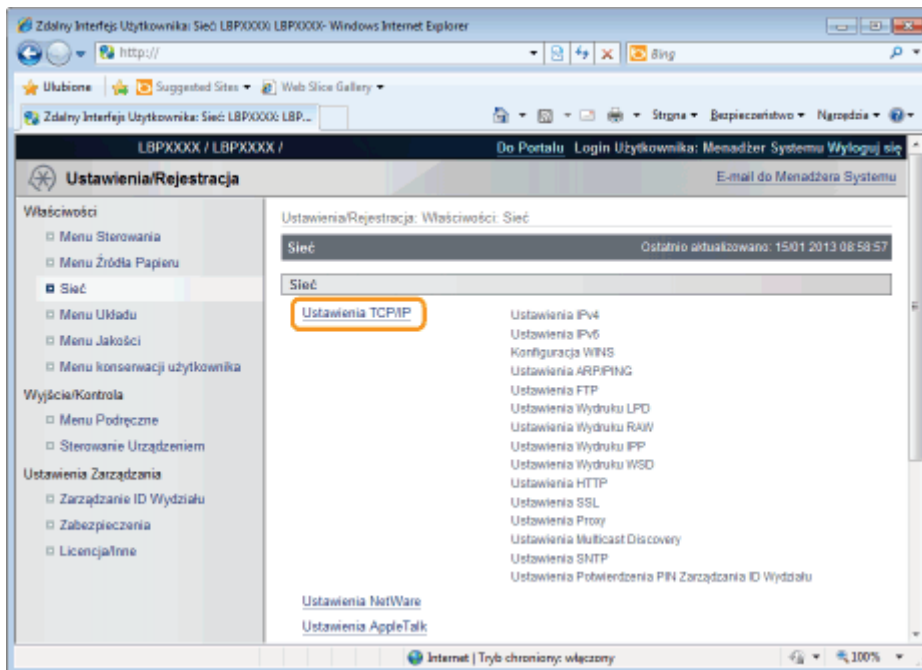 Zdalny Interfejs Użytkownika: Sieć: LBPXXXX: LBPXXXX- Windows Internet Explorer
http://
Bing
Ulubione Suggested Sites Web Slice Gallery
Zdalny Interfejs Użytkownika: Sieć: LBPXXXX: LBP...
Strona Bezpieczeństwo Narzędzia
LBPXXXX / LBPXXXX /
Do Portalu Login Użytkownika: Menadżer Systemu Wyloguj się
Ustawienia/Rejestracja
E-mail do Menadżera Systemu
Właściwości
Menu Sterowania
Menu Źródła Papieru
Sieć
Menu Układu
Menu Jakości
Menu konserwacji użytkownika
Wyjście/Kontrola
Menu Podręczne
Sterowanie Urządzeniem
Ustawienia Zarządzania
Zarządzanie ID Wydziału
Zabezpieczenia
Licencja/Inne
Ustawienia/Rejestracja: Właściwości: Sieć
Sieć
Ostatnio aktualizowano: 15/01 2013 08:58:57
Sieć
Ustawienia TCP/IP
Ustawienia IPv4
Ustawienia IPv6
Konfiguracja WINS
Ustawienia ARP/PING
Ustawienia FTP
Ustawienia Wydruku LPD
Ustawienia Wydruku RAW
Ustawienia Wydruku IPP
Ustawienia Wydruku WSD
Ustawienia HTTP
Ustawienia SSL
Ustawienia Proxy
Ustawienia Multicast Discovery
Ustawienia SNTP
Ustawienia Potwierdzenia PIN Zarządzania ID Wydziału
Ustawienia NetWare
Ustawienia AppleTalk
Internet | Tryb chroniony: włączony
100%